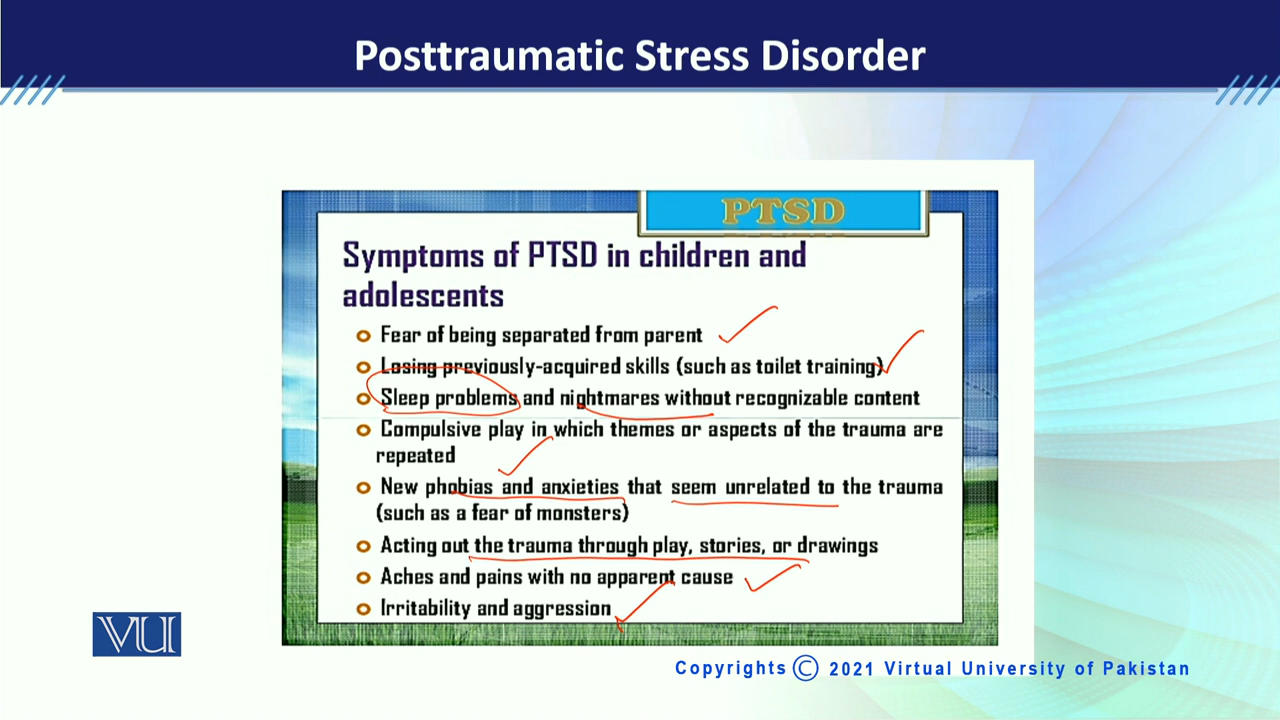 Posttraumatic Stress Disorder
PTSD
Symptoms of PTSD in children and
adolescents
Fear of being separated from parent
Losing previously-acquired skills (such as toilet training)
Sleep problems and nightmares without recognizable content
Compulsive play in which themes or aspects of the trauma are
repeated
New phobias and anxieties that seem unrelated to the trauma
(such as a fear of monsters)
Acting out the trauma through play, stories, or drawings
Aches and pains with no apparent cause
Irritability and aggression
VU
Copyrights © 2021 Virtual University of Pakistan